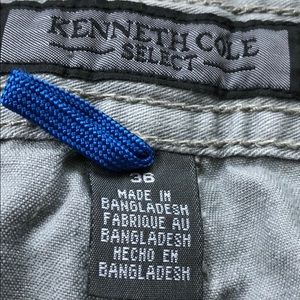 KENNETH COLE
SELECT
36
MADE IN
BANGLADESH
FABRIQUE AU
BANGLADESH
HECHO EN
BANGLADESH